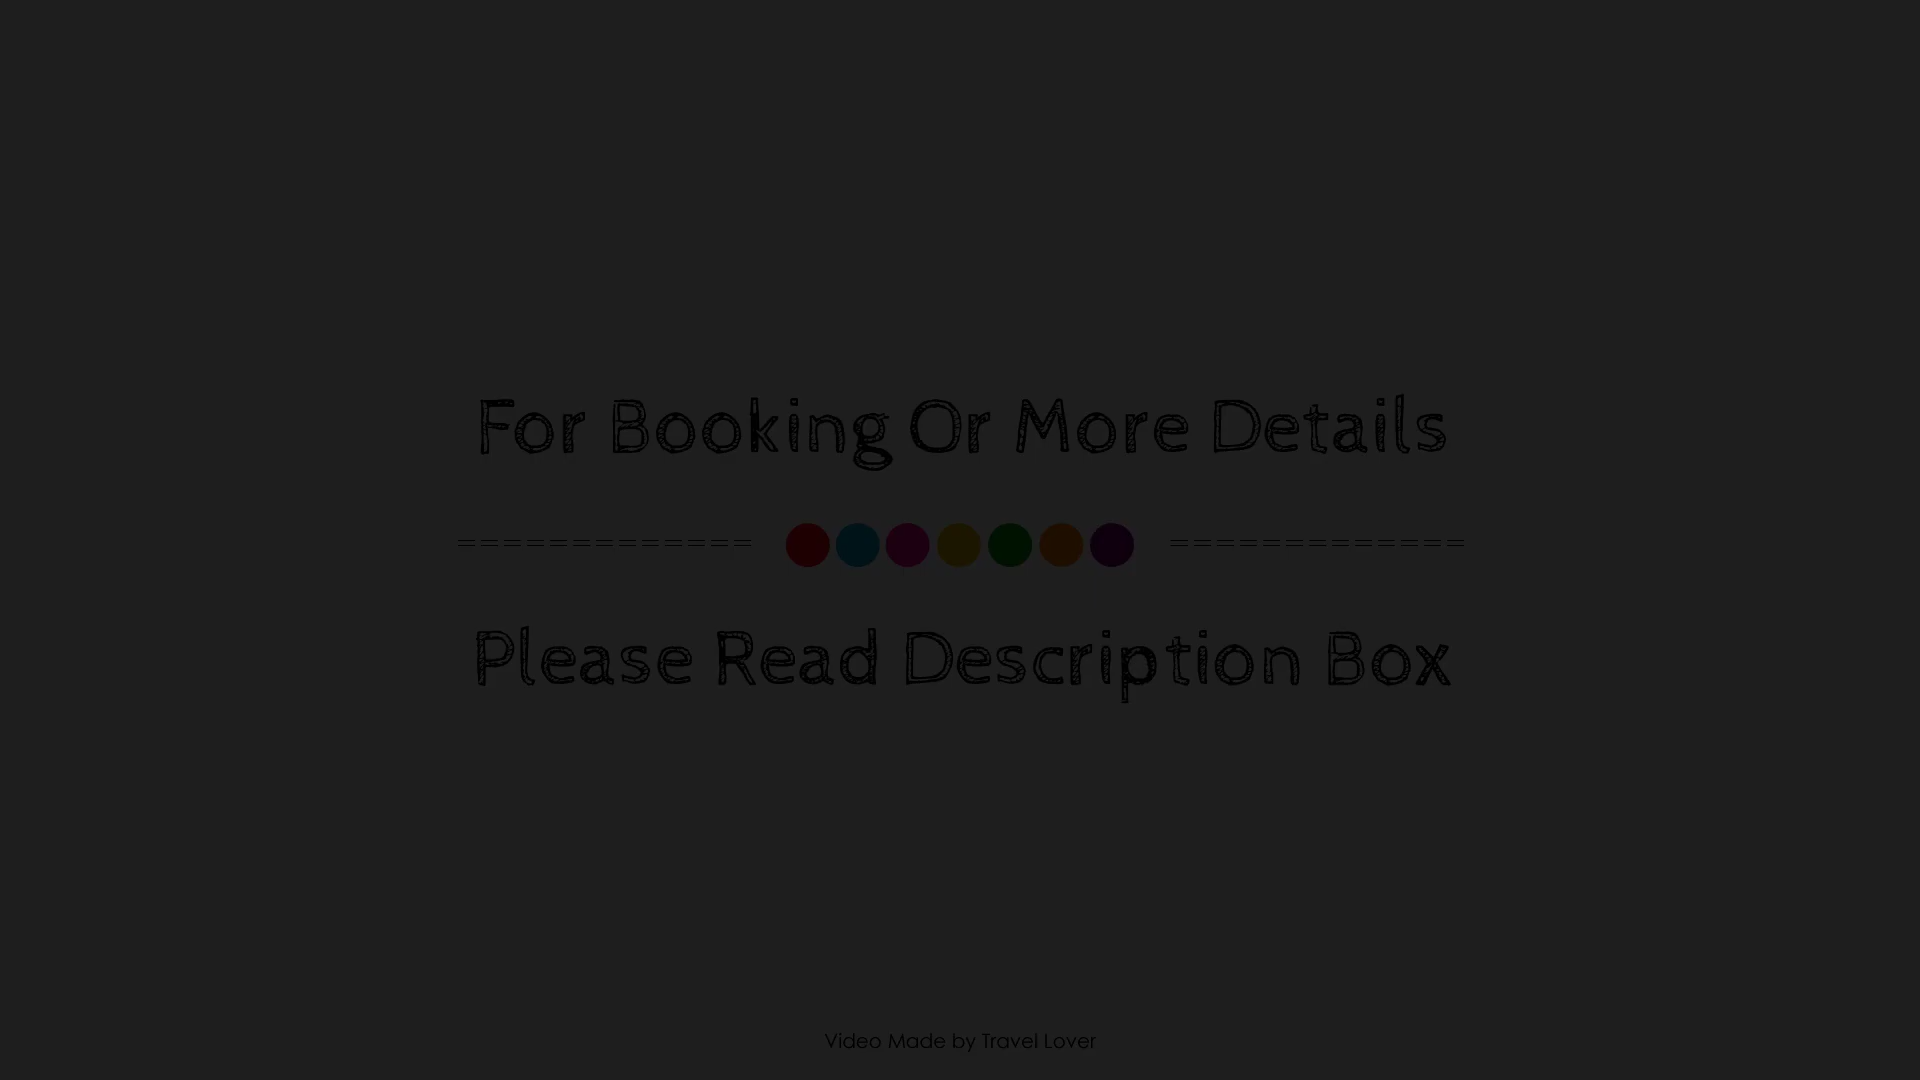 For Booking Or More Details
============= =============
Please Read Description Box
Video Made by Travel Lover